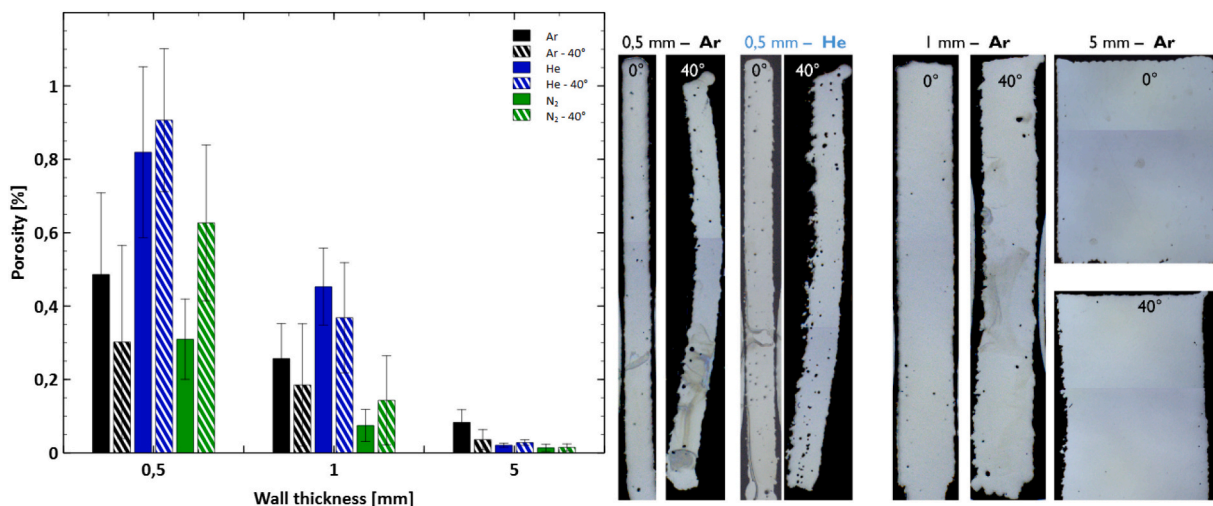 Porosity [%]
1
0,8
0,6
0,4
0,2
0
0,5
1
5
Wall thickness [mm]
Ar
Ar - 40°
He
He - 40°
N₂
N₂ - 40°
0,5 mm – Ar
0°
40°
0,5 mm – He
0°
40°
1 mm – Ar
0°
40°
5 mm – Ar
0°
40°